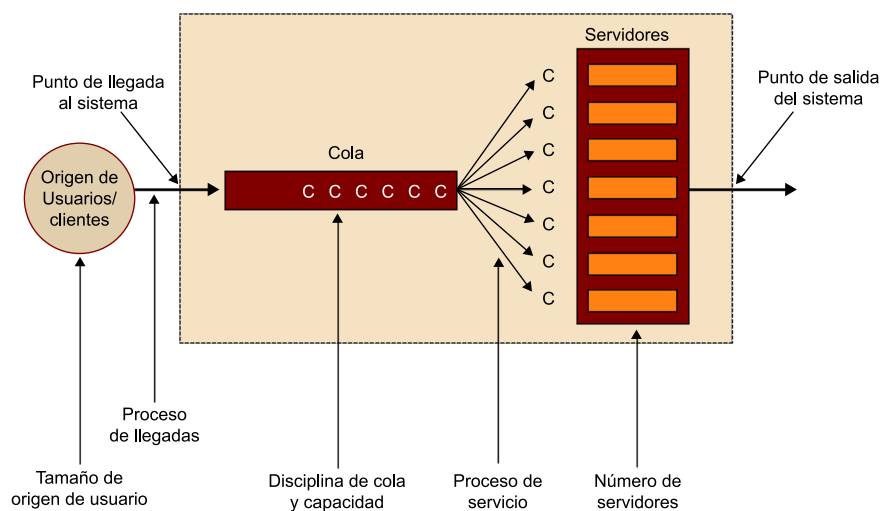 Servidores
Punto de llegada
al sistema
Punto de salida
del sistema
Cola
Origen de
Usuarios/
clientes
C C C C C C
C
C
C
C
C
C
C
Proceso
de llegadas
Tamaño de
origen de usuario
Disciplina de cola
y capacidad
Proceso de
servicio
Número de
servidores